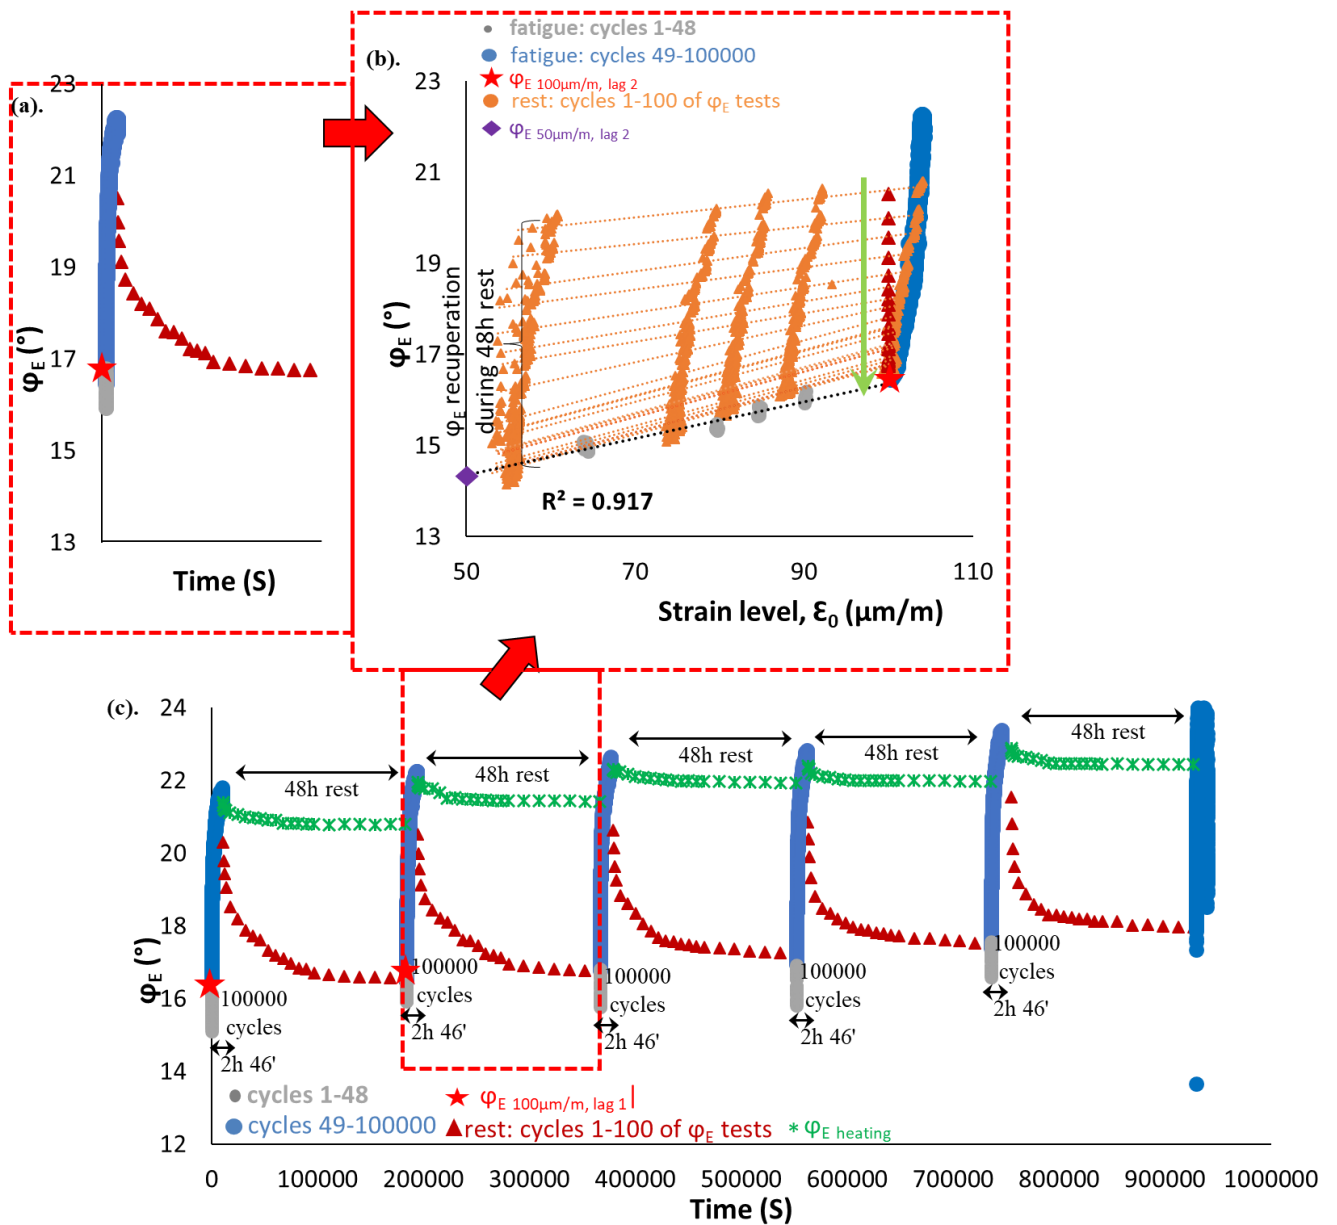 (a).
23
21
19
17
15
13
φE (°)
Time (S)
(b).
fatigue: cycles 1-48
fatigue: cycles 49-100000
φE 100μm/m, lag 2
rest: cycles 1-100 of φE tests
φE 50μm/m, lag 2
23
21
19
17
15
13
φE (°)
φE recuperation
during 48h rest
R² = 0.917
50
70
90
110
Strain level, Ɛ0 (μm/m)
(c).
24
22
20
18
16
14
12
φE (°)
48h rest
48h rest
48h rest
48h rest
48h rest
100000
cycles
2h 46'
100000
cycles
2h 46'
100000
cycles
2h 46'
100000
cycles
2h 46'
100000
cycles
2h 46'
cycles 1-48
φE 100μm/m, lag 1
cycles 49-100000
rest: cycles 1-100 of φE tests
φE heating
0
100000
200000
300000
400000
500000
600000
700000
800000
900000
1000000
Time (S)